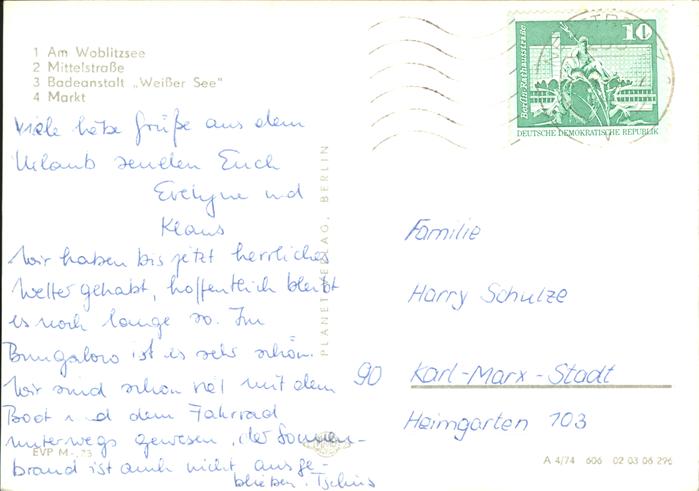 1 Am Woblitzsee
2 Mittelstraße
3 Badeanstalt „Weißer See"
4 Markt
Viele liebe Grüße aus dem
Urlaub senden Euch
Evelyne und
Klaus
Wir haben bis jetzt herrliches
Wetter gehabt, hoffentlich bleibt
es noch lange so. Im
Bungalow ist es sehr schön.
Wir sind schon viel mit dem
Boot und dem Fahrrad
unterwegs gewesen, der Sonnen-
brand ist auch nicht ausge-
blieben. Tschüs
EVP M -,
PLANET-VERLAG, BERLIN
Berlin, Rathausstraße
10
DEUTSCHE DEMOKRATISCHE REPUBLIK
Familie
Harry Schulze
90 Karl-Marx-Stadt
Heimgarten 103
A 4/74 606 02 03 06 296